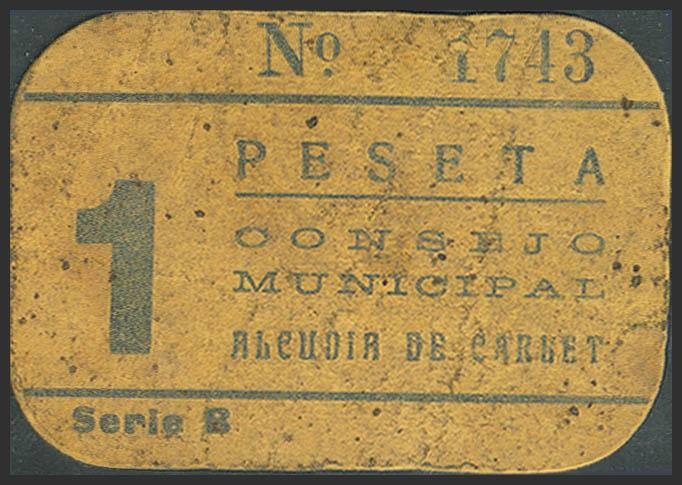 Nº 1743
PESETA
1
CONSEJO
MUNICIPAL
ALCUDIA DE CARLET
Serie B